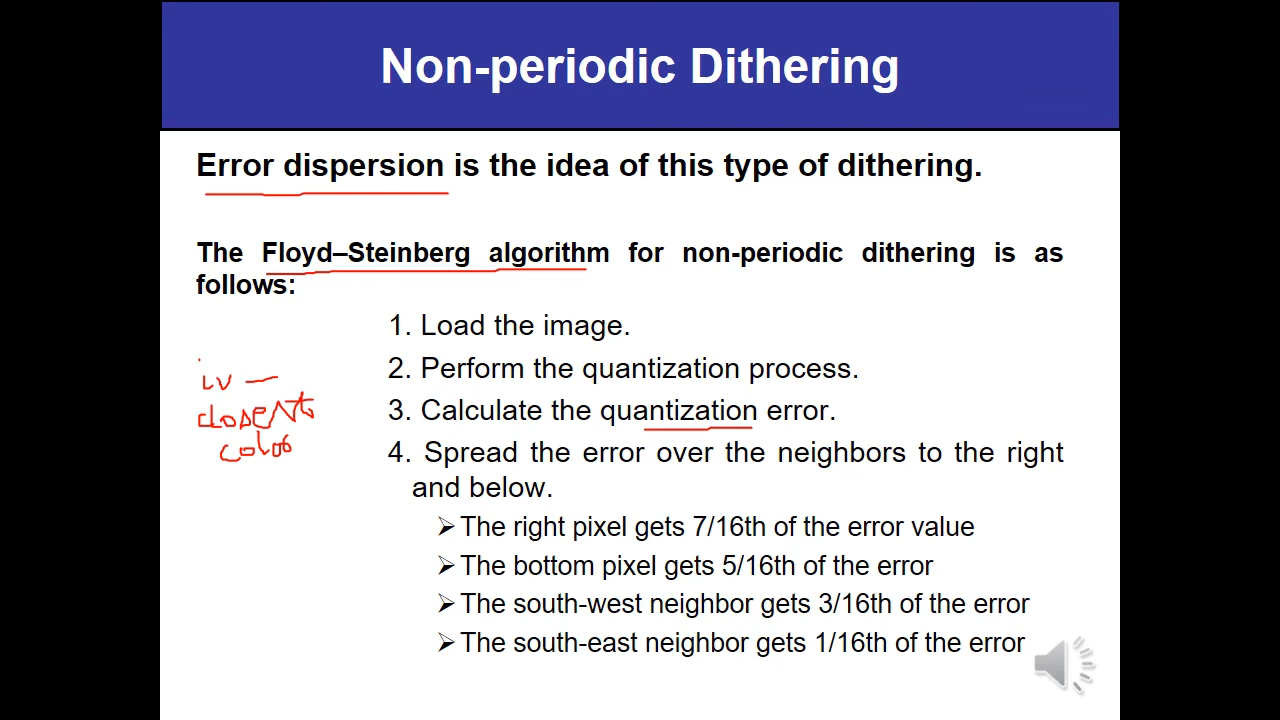 Non-periodic Dithering
Error dispersion is the idea of this type of dithering.
The Floyd–Steinberg algorithm for non-periodic dithering is as
follows:
1. Load the image.
2. Perform the quantization process.
3. Calculate the quantization error.
4. Spread the error over the neighbors to the right
and below.
➢ The right pixel gets 7/16th of the error value
➢ The bottom pixel gets 5/16th of the error
➢ The south-west neighbor gets 3/16th of the error
➢ The south-east neighbor gets 1/16th of the error
iv —
closest
color